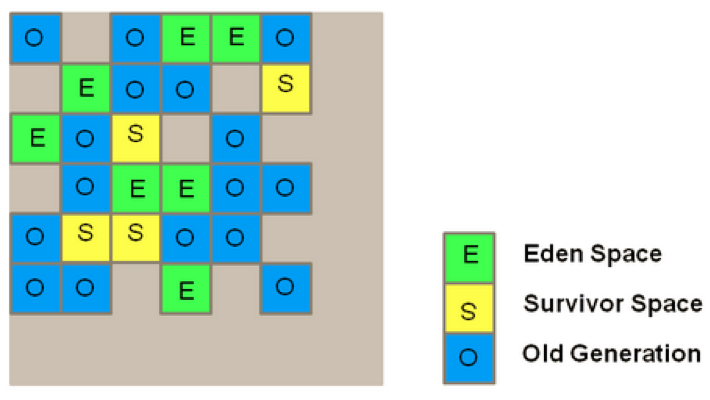 O O E E O
E O O S
E O S O
O E E O O
O S S O O
O O E O
E Eden Space
S Survivor Space
O Old Generation